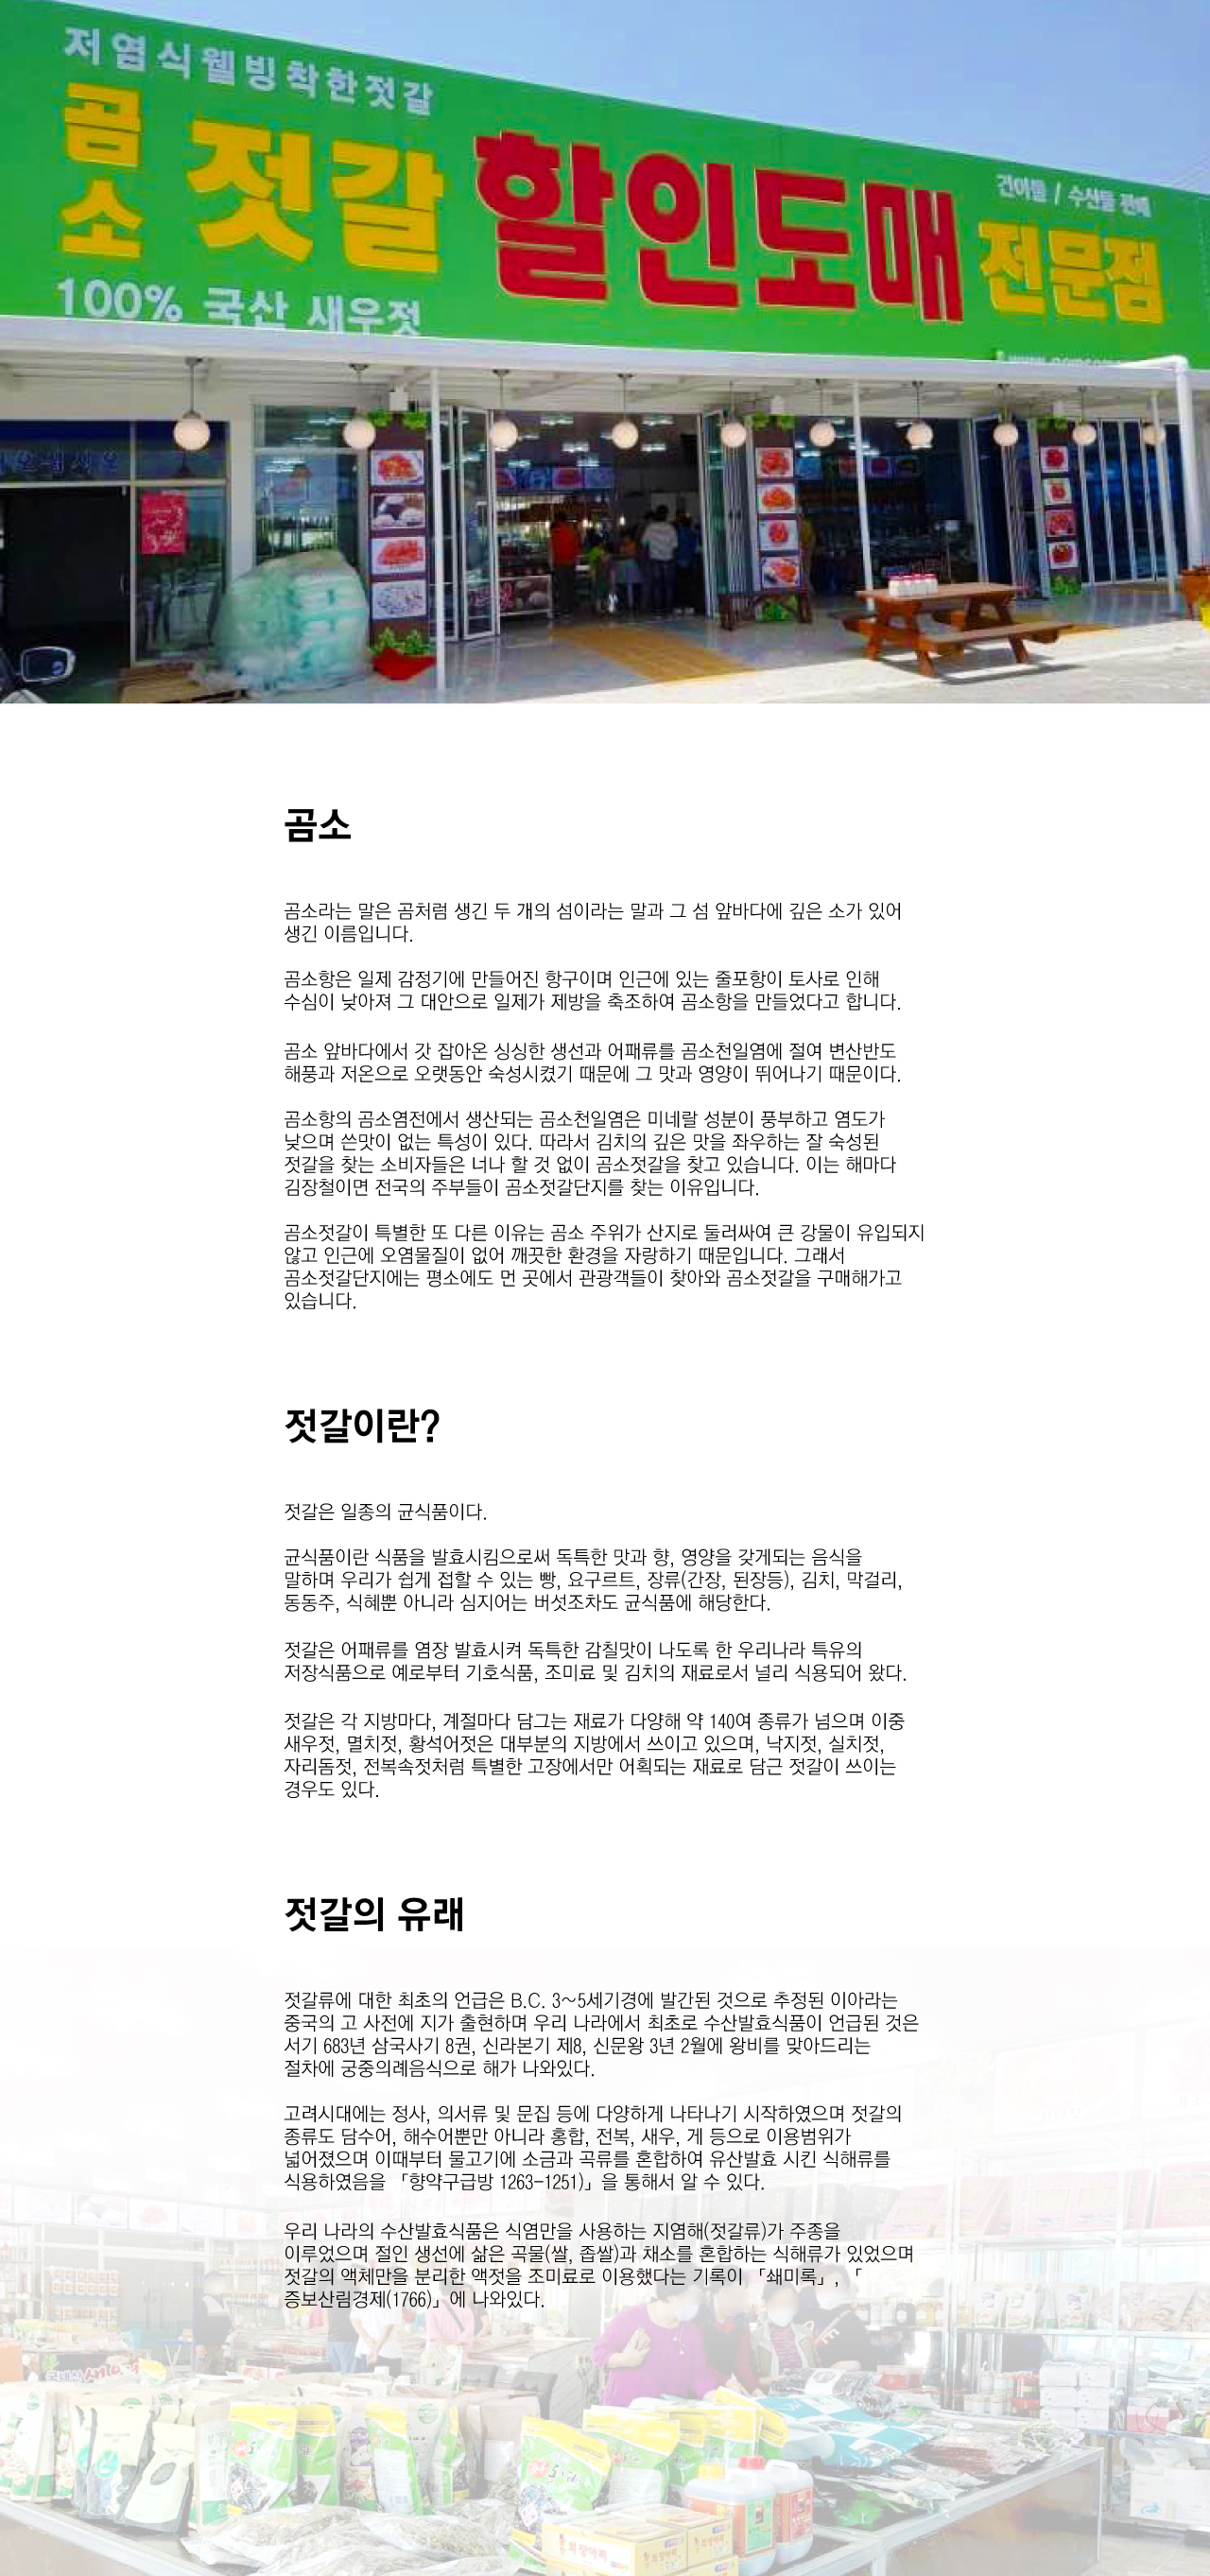 저염식웰빙착한젓갈
곰소 젓갈 할인도매 전문점
건어물 / 수산물 판매
100% 국산 새우젓
곰소
곰소라는 말은 곰처럼 생긴 두 개의 섬이라는 말과 그 섬 앞바다에 깊은 소가 있어
생긴 이름입니다.
곰소항은 일제 감정기에 만들어진 항구이며 인근에 있는 줄포항이 토사로 인해
수심이 낮아져 그 대안으로 일제가 제방을 축조하여 곰소항을 만들었다고 합니다.
곰소 앞바다에서 갓 잡아온 싱싱한 생선과 어패류를 곰소천일염에 절여 변산반도
해풍과 저온으로 오랫동안 숙성시켰기 때문에 그 맛과 영양이 뛰어나기 때문이다.
곰소항의 곰소염전에서 생산되는 곰소천일염은 미네랄 성분이 풍부하고 염도가
낮으며 쓴맛이 없는 특성이 있다. 따라서 김치의 깊은 맛을 좌우하는 잘 숙성된
젓갈을 찾는 소비자들은 너나 할 것 없이 곰소젓갈을 찾고 있습니다. 이는 해마다
김장철이면 전국의 주부들이 곰소젓갈단지를 찾는 이유입니다.
곰소젓갈이 특별한 또 다른 이유는 곰소 주위가 산지로 둘러싸여 큰 강물이 유입되지
않고 인근에 오염물질이 없어 깨끗한 환경을 자랑하기 때문입니다. 그래서
곰소젓갈단지에는 평소에도 먼 곳에서 관광객들이 찾아와 곰소젓갈을 구매해가고
있습니다.
젓갈이란?
젓갈은 일종의 균식품이다.
균식품이란 식품을 발효시킴으로써 독특한 맛과 향, 영양을 갖게되는 음식을
말하며 우리가 쉽게 접할 수 있는 빵, 요구르트, 장류(간장, 된장등), 김치, 막걸리,
동동주, 식혜뿐 아니라 심지어는 버섯조차도 균식품에 해당한다.
젓갈은 어패류를 염장 발효시켜 독특한 감칠맛이 나도록 한 우리나라 특유의
저장식품으로 예로부터 기호식품, 조미료 및 김치의 재료로서 널리 식용되어 왔다.
젓갈은 각 지방마다, 계절마다 담그는 재료가 다양해 약 140여 종류가 넘으며 이중
새우젓, 멸치젓, 황석어젓은 대부분의 지방에서 쓰이고 있으며, 낙지젓, 실치젓,
자리돔젓, 전복속젓처럼 특별한 고장에서만 어획되는 재료로 담근 젓갈이 쓰이는
경우도 있다.
젓갈의 유래
젓갈류에 대한 최초의 언급은 B.C. 3~5세기경에 발간된 것으로 추정된 이아라는
중국의 고 사전에 지가 출현하며 우리 나라에서 최초로 수산발효식품이 언급된 것은
서기 683년 삼국사기 8권, 신라본기 제8, 신문왕 3년 2월에 왕비를 맞아드리는
절차에 궁중의례음식으로 해가 나와있다.
고려시대에는 정사, 의서류 및 문집 등에 다양하게 나타나기 시작하였으며 젓갈의
종류도 담수어, 해수어뿐만 아니라 홍합, 전복, 새우, 게 등으로 이용범위가
넓어졌으며 이때부터 물고기에 소금과 곡류를 혼합하여 유산발효 시킨 식해류를
식용하였음을 「향약구급방 1263-1251)」을 통해서 알 수 있다.
우리 나라의 수산발효식품은 식염만을 사용하는 지염해(젓갈류)가 주종을
이루었으며 절인 생선에 삶은 곡물(쌀, 좁쌀)과 채소를 혼합하는 식해류가 있었으며
젓갈의 액체만을 분리한 액젓을 조미료로 이용했다는 기록이 「쇄미록」, 「
증보산림경제(1766)」에 나와있다.